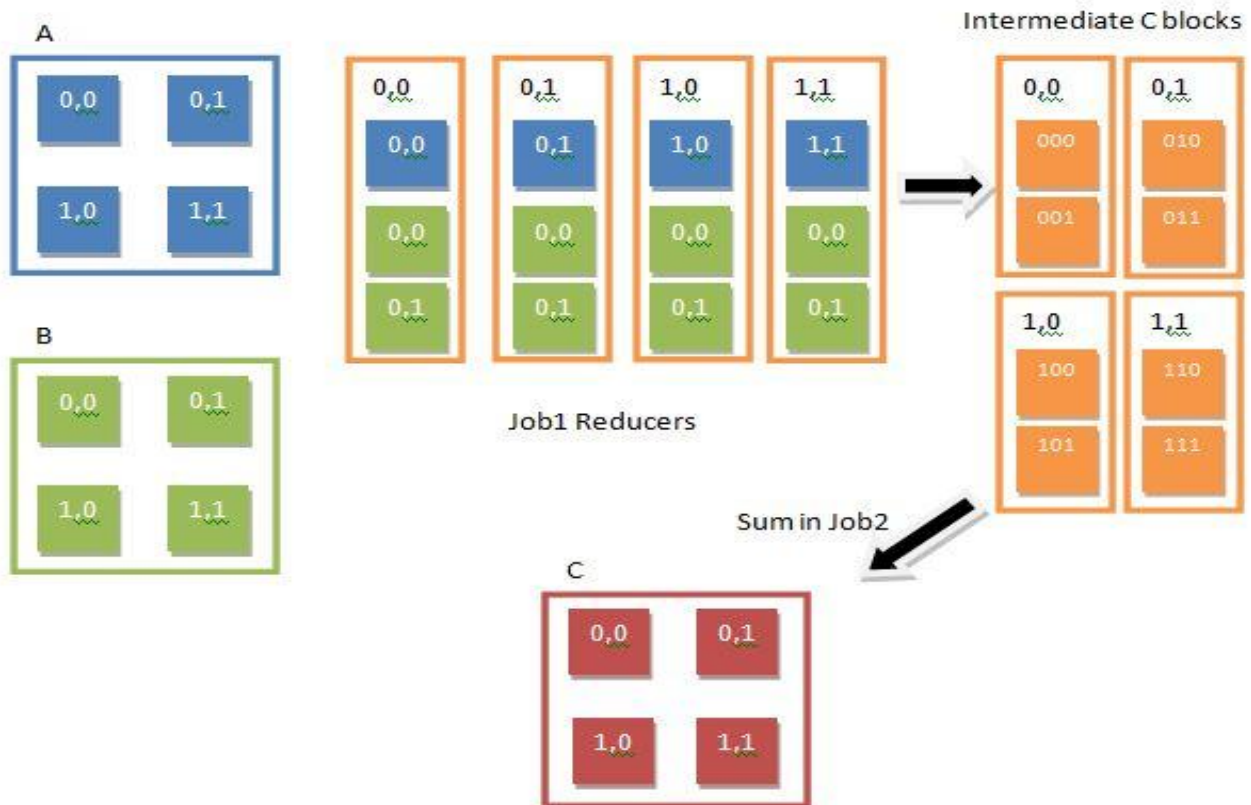 A
0,0 0,1
1,0 1,1
B
0,0 0,1
1,0 1,1
0,0 0,1 1,0 1,1
0,0 0,1 1,0 1,1
0,0 0,0 0,0 0,0
0,1 0,1 0,1 0,1
Job1 Reducers
Intermediate C blocks
0,0 0,1
000 010
001 011
1,0 1,1
100 110
101 111
Sum in Job2
C
0,0 0,1
1,0 1,1